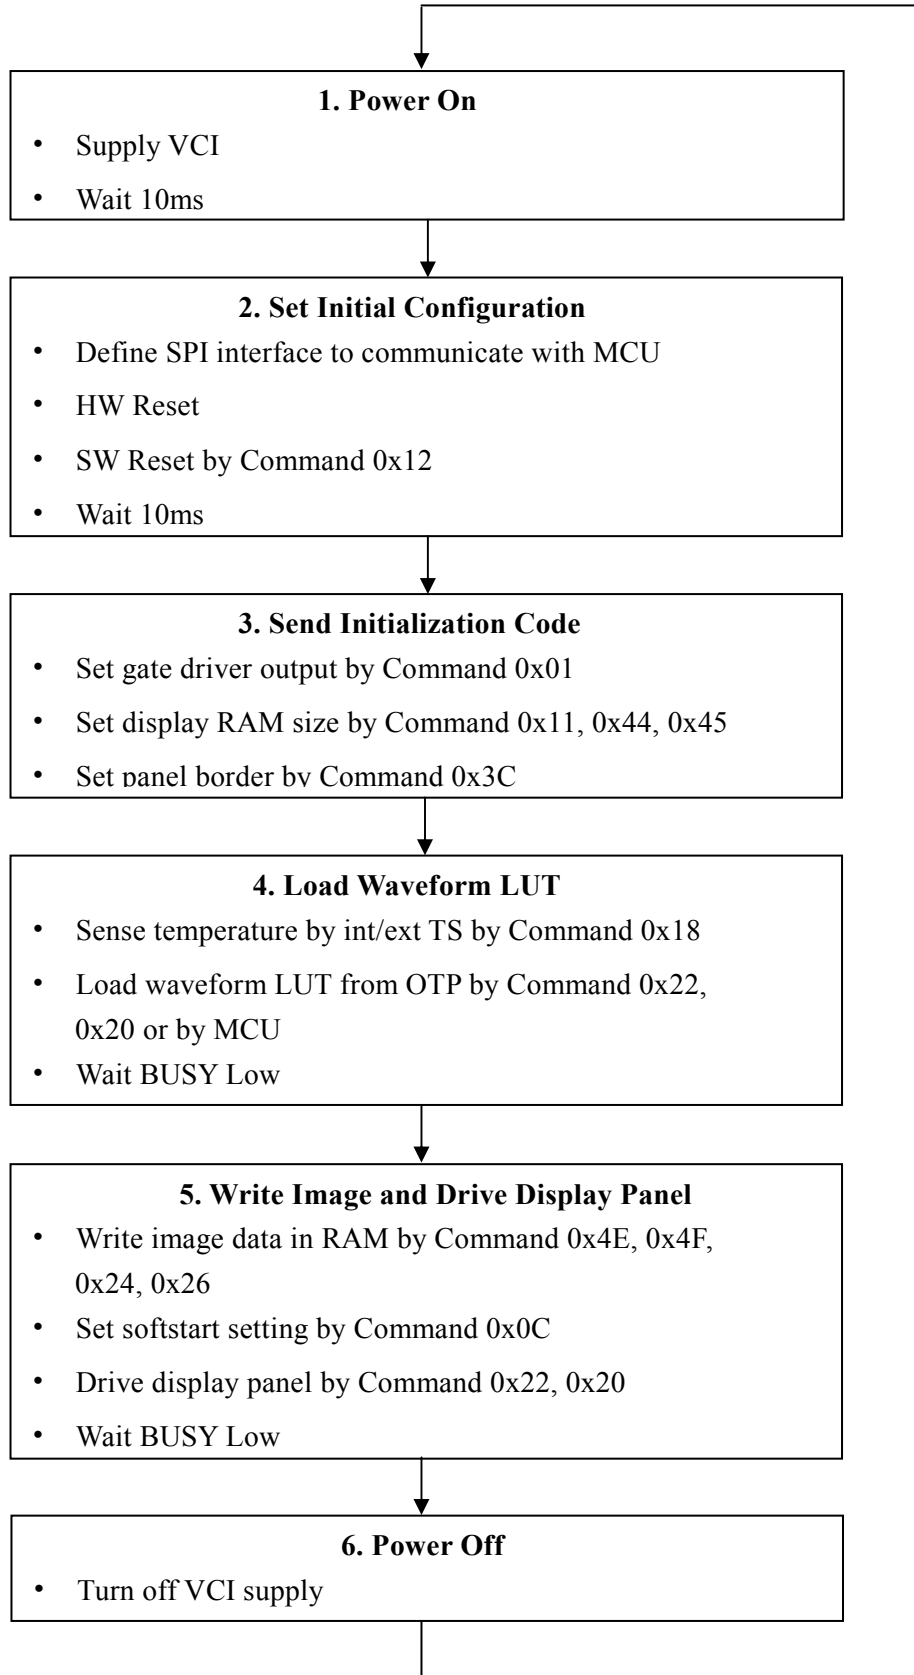 1. Power On
• Supply VCI
• Wait 10ms
2. Set Initial Configuration
• Define SPI interface to communicate with MCU
• HW Reset
• SW Reset by Command 0x12
• Wait 10ms
3. Send Initialization Code
• Set gate driver output by Command 0x01
• Set display RAM size by Command 0x11, 0x44, 0x45
• Set panel border by Command 0x3C
4. Load Waveform LUT
• Sense temperature by int/ext TS by Command 0x18
• Load waveform LUT from OTP by Command 0x22,
0x20 or by MCU
• Wait BUSY Low
5. Write Image and Drive Display Panel
• Write image data in RAM by Command 0x4E, 0x4F,
0x24, 0x26
• Set softstart setting by Command 0x0C
• Drive display panel by Command 0x22, 0x20
• Wait BUSY Low
6. Power Off
• Turn off VCI supply